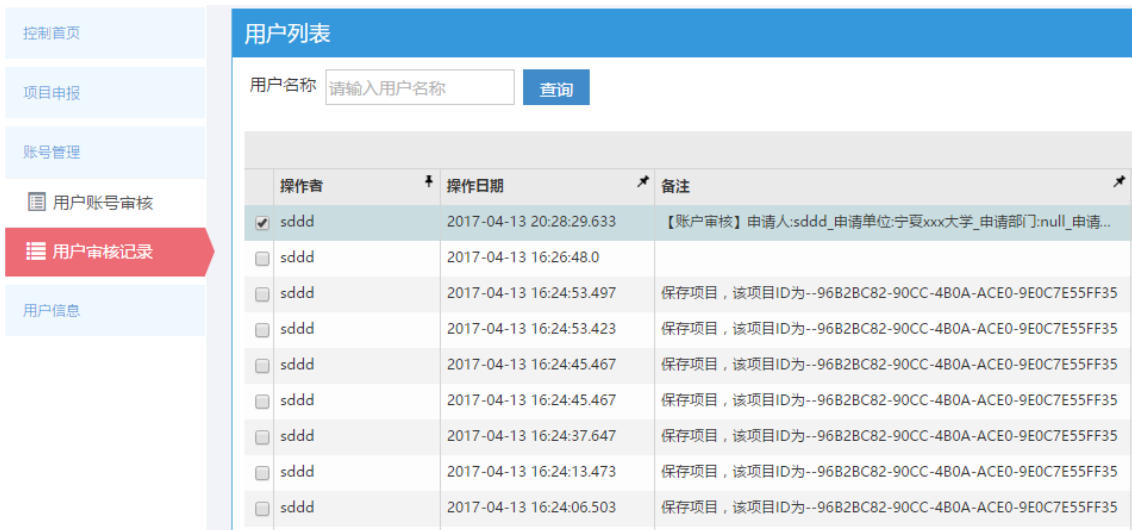 控制首页
项目申报
账号管理
用户账号审核
用户审核记录
用户信息
用户列表
用户名称 请输入用户名称 查询
操作者 操作日期 备注
sddd 2017-04-13 20:28:29.633 【账户审核】申请人:sddd_申请单位:宁夏xxx大学_申请部门:null_申请...
sddd 2017-04-13 16:26:48.0
sddd 2017-04-13 16:24:53.497 保存项目，该项目ID为--96B2BC82-90CC-4B0A-ACE0-9E0C7E55FF35
sddd 2017-04-13 16:24:53.423 保存项目，该项目ID为--96B2BC82-90CC-4B0A-ACE0-9E0C7E55FF35
sddd 2017-04-13 16:24:45.467 保存项目，该项目ID为--96B2BC82-90CC-4B0A-ACE0-9E0C7E55FF35
sddd 2017-04-13 16:24:45.467 保存项目，该项目ID为--96B2BC82-90CC-4B0A-ACE0-9E0C7E55FF35
sddd 2017-04-13 16:24:37.647 保存项目，该项目ID为--96B2BC82-90CC-4B0A-ACE0-9E0C7E55FF35
sddd 2017-04-13 16:24:13.473 保存项目，该项目ID为--96B2BC82-90CC-4B0A-ACE0-9E0C7E55FF35
sddd 2017-04-13 16:24:06.503 保存项目，该项目ID为--96B2BC82-90CC-4B0A-ACE0-9E0C7E55FF35